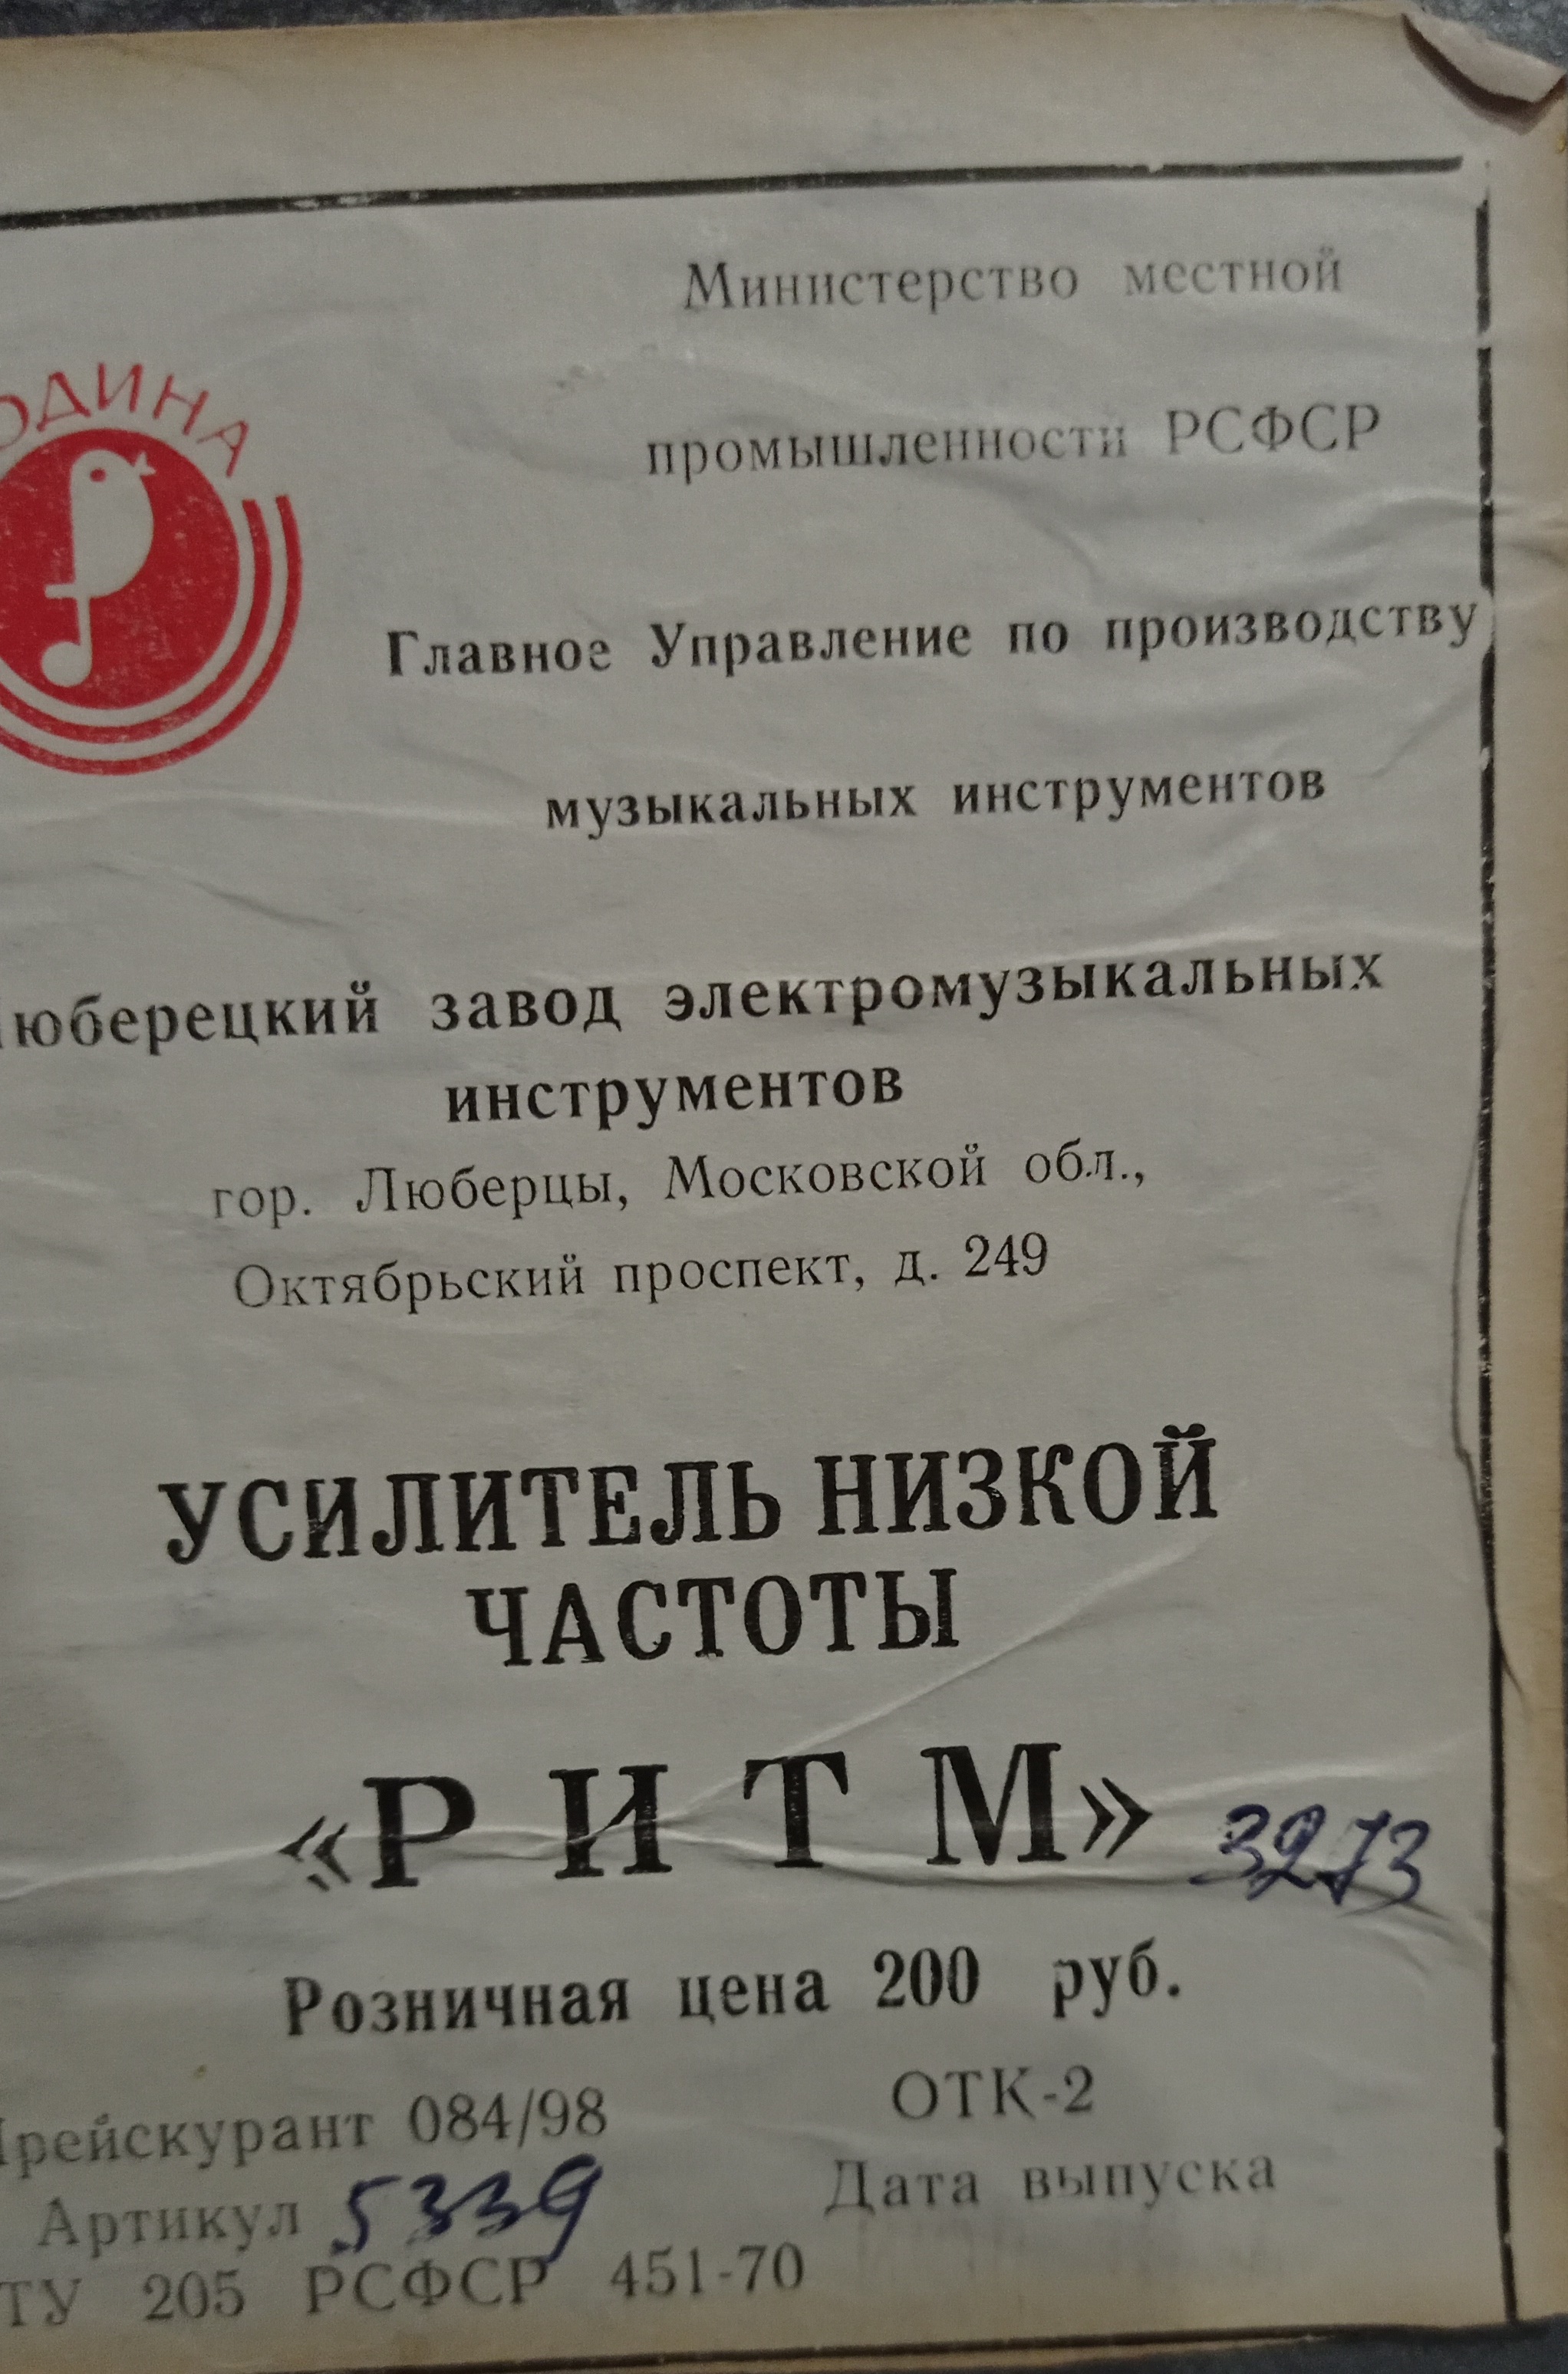 ОДИНА
Министерство местной
промышленности РСФСР
Главное Управление по производству
музыкальных инструментов
юберецкий завод электромузыкальных
инструментов
гор. Люберцы, Московской обл.,
Октябрьский проспект, д. 249
УСИЛИТЕЛЬ НИЗКОЙ
ЧАСТОТЫ
«РИТМ» 3273
Розничная цена 200 руб.
Прейскурант 084/98
ОТК-2
Артикул 5339
Дата выпуска
ТУ 205 РСФСР 451-70